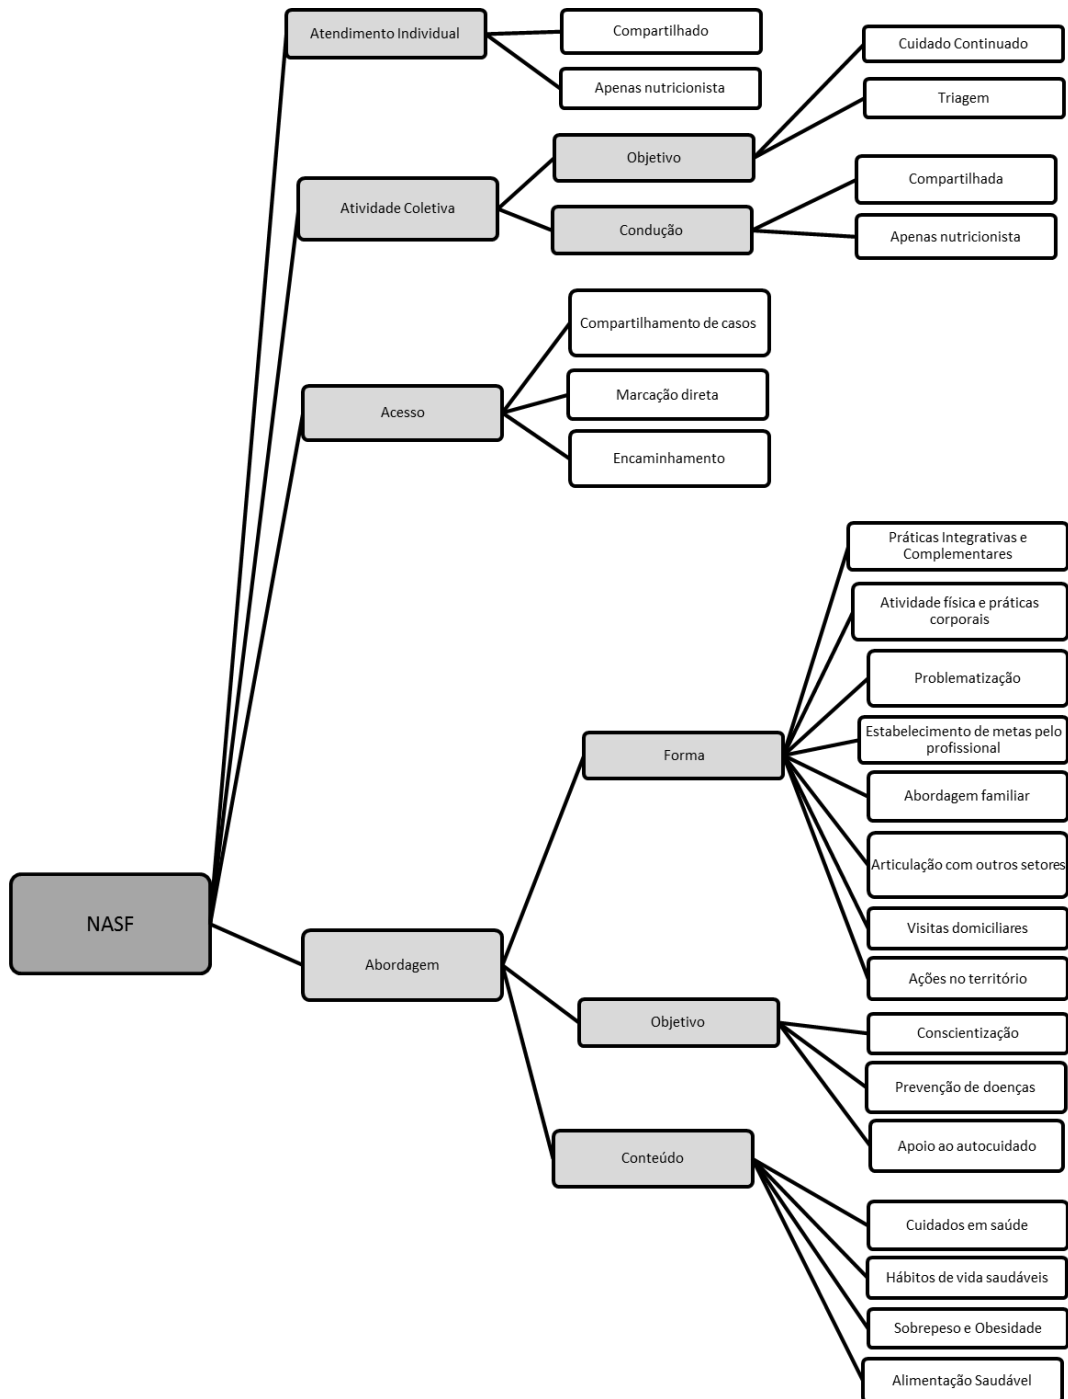 Atendimento Individual
Compartilhado
Apenas nutricionista
Cuidado Continuado
Triagem
Objetivo
Atividade Coletiva
Condução
Compartilhada
Apenas nutricionista
Compartilhamento de casos
Marcação direta
Acesso
Encaminhamento
Práticas Integrativas e
Complementares
Atividade física e práticas
corporais
Problematização
Estabelecimento de metas pelo
profissional
Forma
Abordagem familiar
Articulação com outros setores
Visitas domiciliares
Ações no território
NASF
Abordagem
Objetivo
Conscientização
Prevenção de doenças
Apoio ao autocuidado
Conteúdo
Cuidados em saúde
Hábitos de vida saudáveis
Sobrepeso e Obesidade
Alimentação Saudável